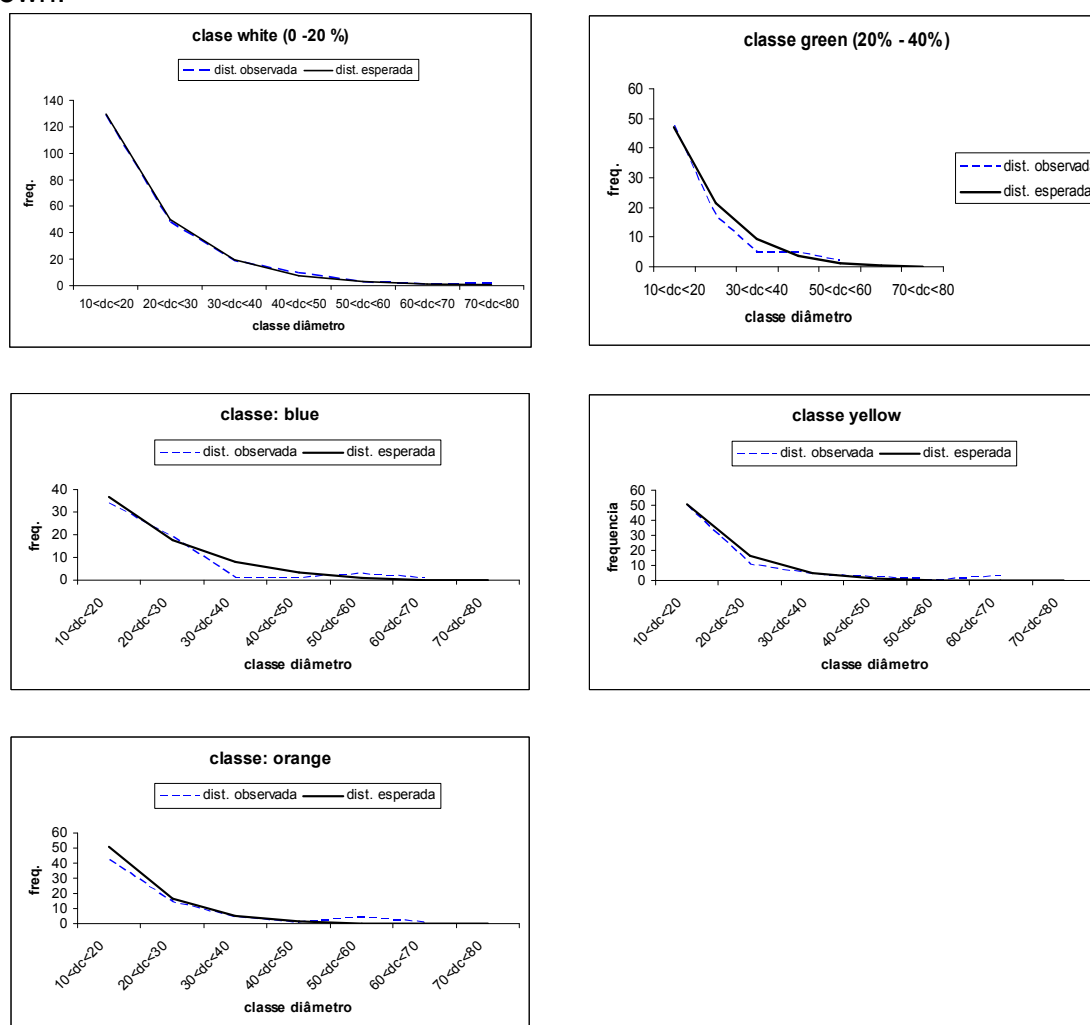 clase white (0 -20 %)
dist. observada dist. esperada
freq.
140
120
100
80
60
40
20
0
10<dc<20 20<dc<30 30<dc<40 40<dc<50 50<dc<60 60<dc<70 70<dc<80
classe diâmetro
classe green (20% - 40%)
freq.
60
50
40
30
20
10
0
10<dc<20 30<dc<40 50<dc<60 70<dc<80
classe diâmetro
dist. observada
dist. esperada
classe: blue
dist. observada dist. esperada
freq.
40
30
20
10
0
10<dc<20 20<dc<30 30<dc<40 40<dc<50 50<dc<60 60<dc<70 70<dc<80
classe diâmetro
classe yellow
dist. observada dist. esperada
frequencia
60
50
40
30
20
10
0
10<dc<20 20<dc<30 30<dc<40 40<dc<50 50<dc<60 60<dc<70 70<dc<80
classe diâmetro
classe: orange
dist. observada dist. esperada
freq.
60
50
40
30
20
10
0
10<dc<20 20<dc<30 30<dc<40 40<dc<50 50<dc<60 60<dc<70 70<dc<80
classe diâmetro